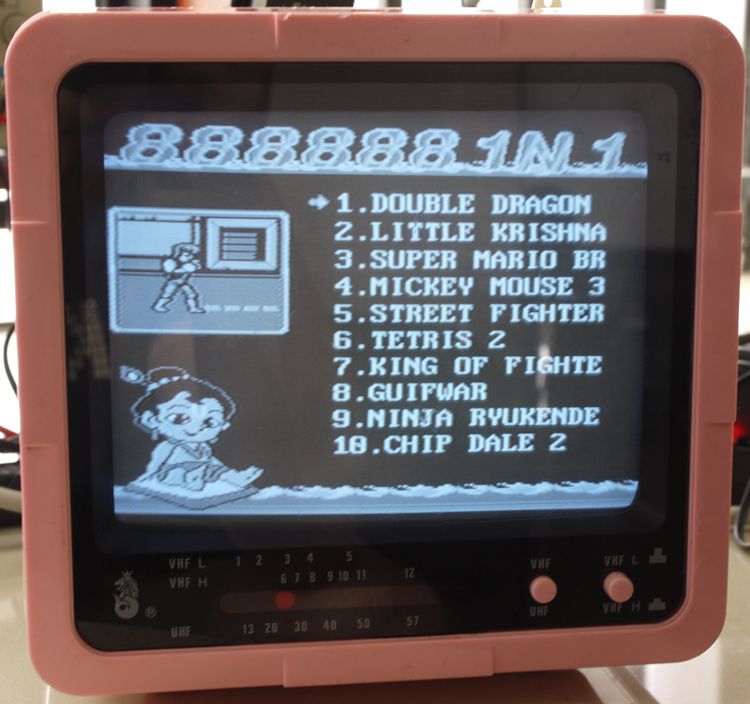 888888 1N 1
1.DOUBLE DRAGON
2.LITTLE KRISHNA
3.SUPER MARIO BR
4.MICKEY MOUSE 3
5.STREET FIGHTER
6.TETRIS 2
7.KING OF FIGHTE
8.GUIFWAR
9.NINJA RYUKENDE
10.CHIP DALE 2
VHF L 1 2 3 4 5
VHF H 6 7 8 9 10 11 12
UHF 13 20 30 40 50 57
VHF
UHF
VHF L
VHF H
®